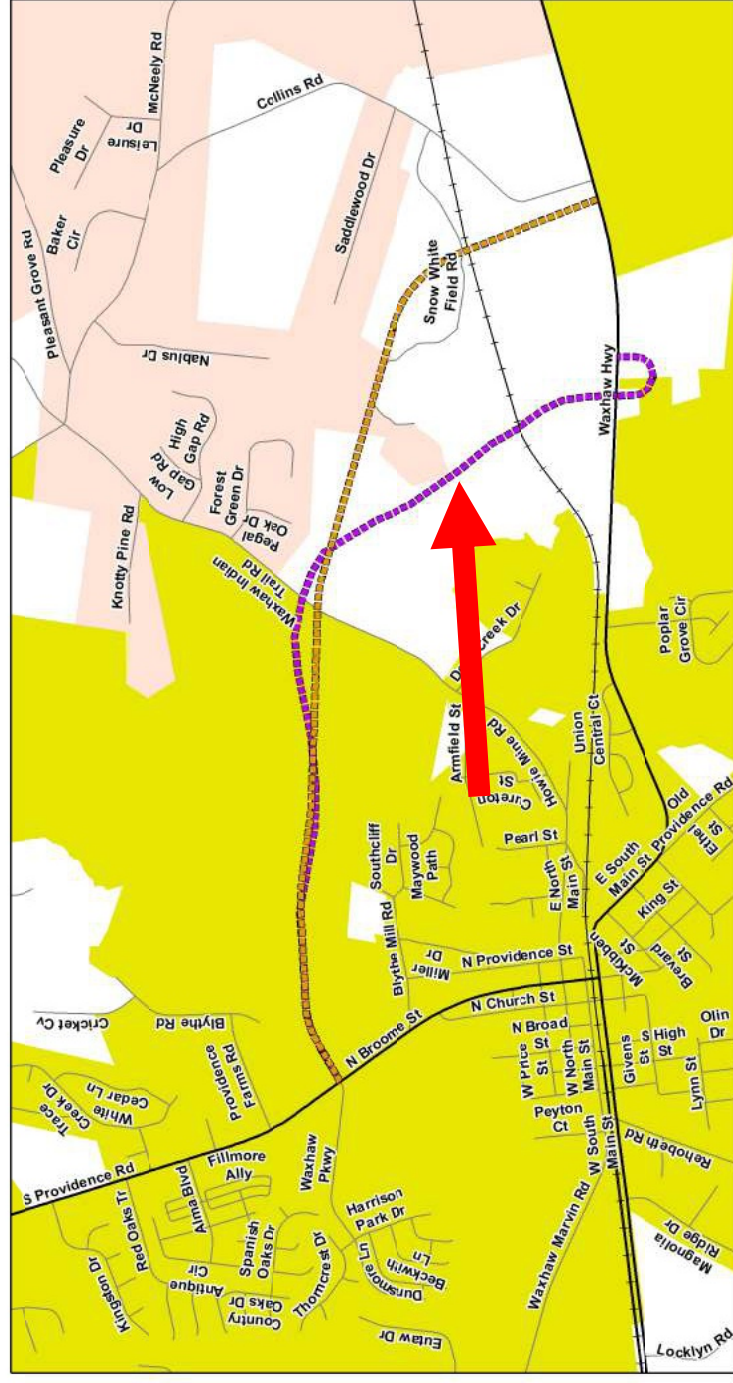 McNeely Rd
Pleasure
Dr
Leisure
Dr
Collins Rd
Pleasant Grove Rd
Baker
Cir
Saddlewood Dr
Snow White
Field Rd
Nablus Dr
High
Gap Rd
Low
Gap Rd
Forest
Green Dr
Regal
Oak Dr
Knotty Pine Rd
Waxhaw Indian
Trail Rd
Waxhaw Hwy
Poplar
Grove Cir
Creek Dr
Armfield St
Cureton
St
Howie Mine Rd
Union
Central Ct
Pearl St
E North
Main St
E South
Main St
Old
Providence Rd
Ethel
St
King St
Brevard
St
McKibben
Southcliff
Dr
Maywood
Path
Blythe Mill Rd
Miller
Dr
N Providence St
N Church St
N Broome St
N Broad
St
W Price
St
W North
Main St
Peyton
Ct
W South
Main St
Givens
St
S High
St
Olin
Dr
Lynn St
Rehobeth Rd
Magnolia
Ridge Dr
Locklyn Rd
Waxhaw Marvin Rd
Cricket Cv
Blythe Rd
Providence
Farms Rd
White
Cedar Ln
Trace
Creek Dr
S Providence Rd
Fillmore
Ally
Alma Blvd
Red Oaks Tr
Kingston Dr
Antique
Cir
Spanish
Oaks Dr
Country
Oaks Dr
Thorncrest Dr
Waxhaw
Pkwy
Harrison
Park Dr
Beckwith
Ln
Dunsmore Ln
Eutaw Dr